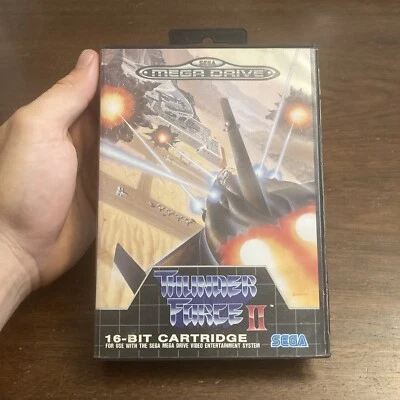 SEGA
MEGA DRIVE
THUNDER
FORCE II
™
16-BIT CARTRIDGE
FOR USE WITH THE SEGA MEGA DRIVE VIDEO ENTERTAINMENT SYSTEM
SEGA